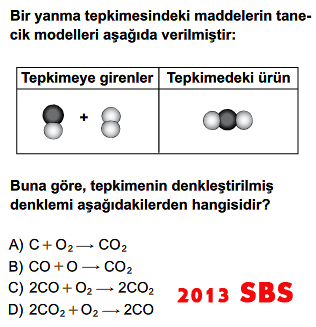 Bir yanma tepkimesindeki maddelerin tane-
cik modelleri aşağıda verilmiştir:
Tepkimeye girenler Tepkimedeki ürün
+
Buna göre, tepkimenin denkleştirilmiş
denklemi aşağıdakilerden hangisidir?
A) C + O₂ → CO₂
B) CO + O → CO₂
C) 2CO + O₂ → 2CO₂
D) 2CO₂ + O₂ → 2CO
2013 SBS